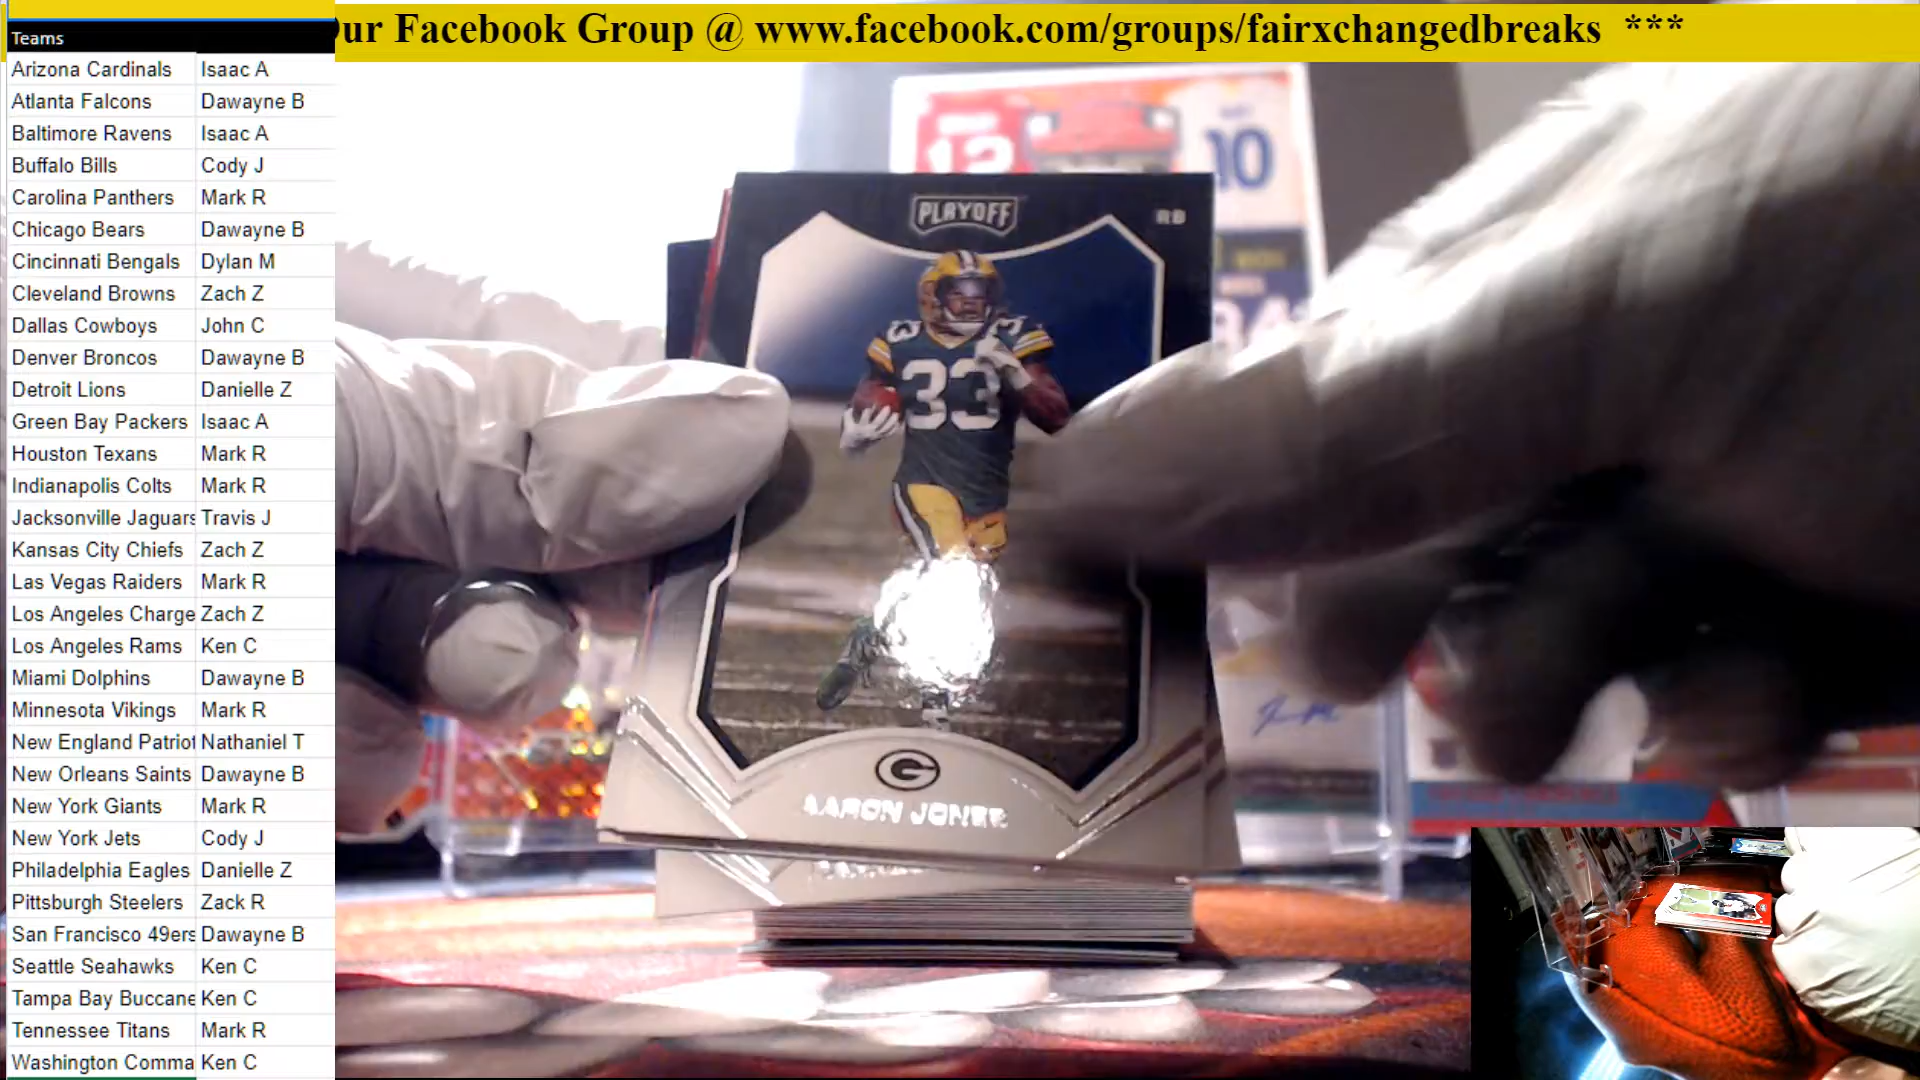 ur Facebook Group @ www.facebook.com/groups/fairxchangedbreaks ***
Teams
Arizona Cardinals Isaac A
Atlanta Falcons Dawayne B
Baltimore Ravens Isaac A
Buffalo Bills Cody J
Carolina Panthers Mark R
Chicago Bears Dawayne B
Cincinnati Bengals Dylan M
Cleveland Browns Zach Z
Dallas Cowboys John C
Denver Broncos Dawayne B
Detroit Lions Danielle Z
Green Bay Packers Isaac A
Houston Texans Mark R
Indianapolis Colts Mark R
Jacksonville Jaguars Travis J
Kansas City Chiefs Zach Z
Las Vegas Raiders Mark R
Los Angeles Charge Zach Z
Los Angeles Rams Ken C
Miami Dolphins Dawayne B
Minnesota Vikings Mark R
New England Patriot Nathaniel T
New Orleans Saints Dawayne B
New York Giants Mark R
New York Jets Cody J
Philadelphia Eagles Danielle Z
Pittsburgh Steelers Zack R
San Francisco 49ers Dawayne B
Seattle Seahawks Ken C
Tampa Bay Buccane Ken C
Tennessee Titans Mark R
Washington Comma Ken C
12
10
PLAYOFF
RB
33
33
G
AARON JONES